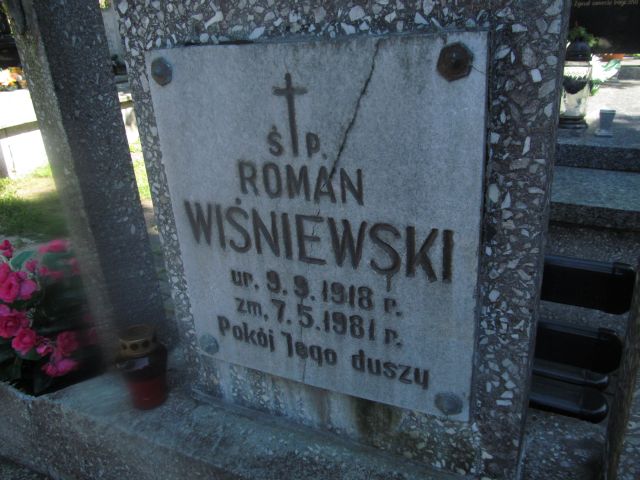 Ś P.
ROMAN
WIŚNIEWSKI
ur. 9.9.1918 r.
zm. 7.5.1981 r.
Pokój Jego duszy